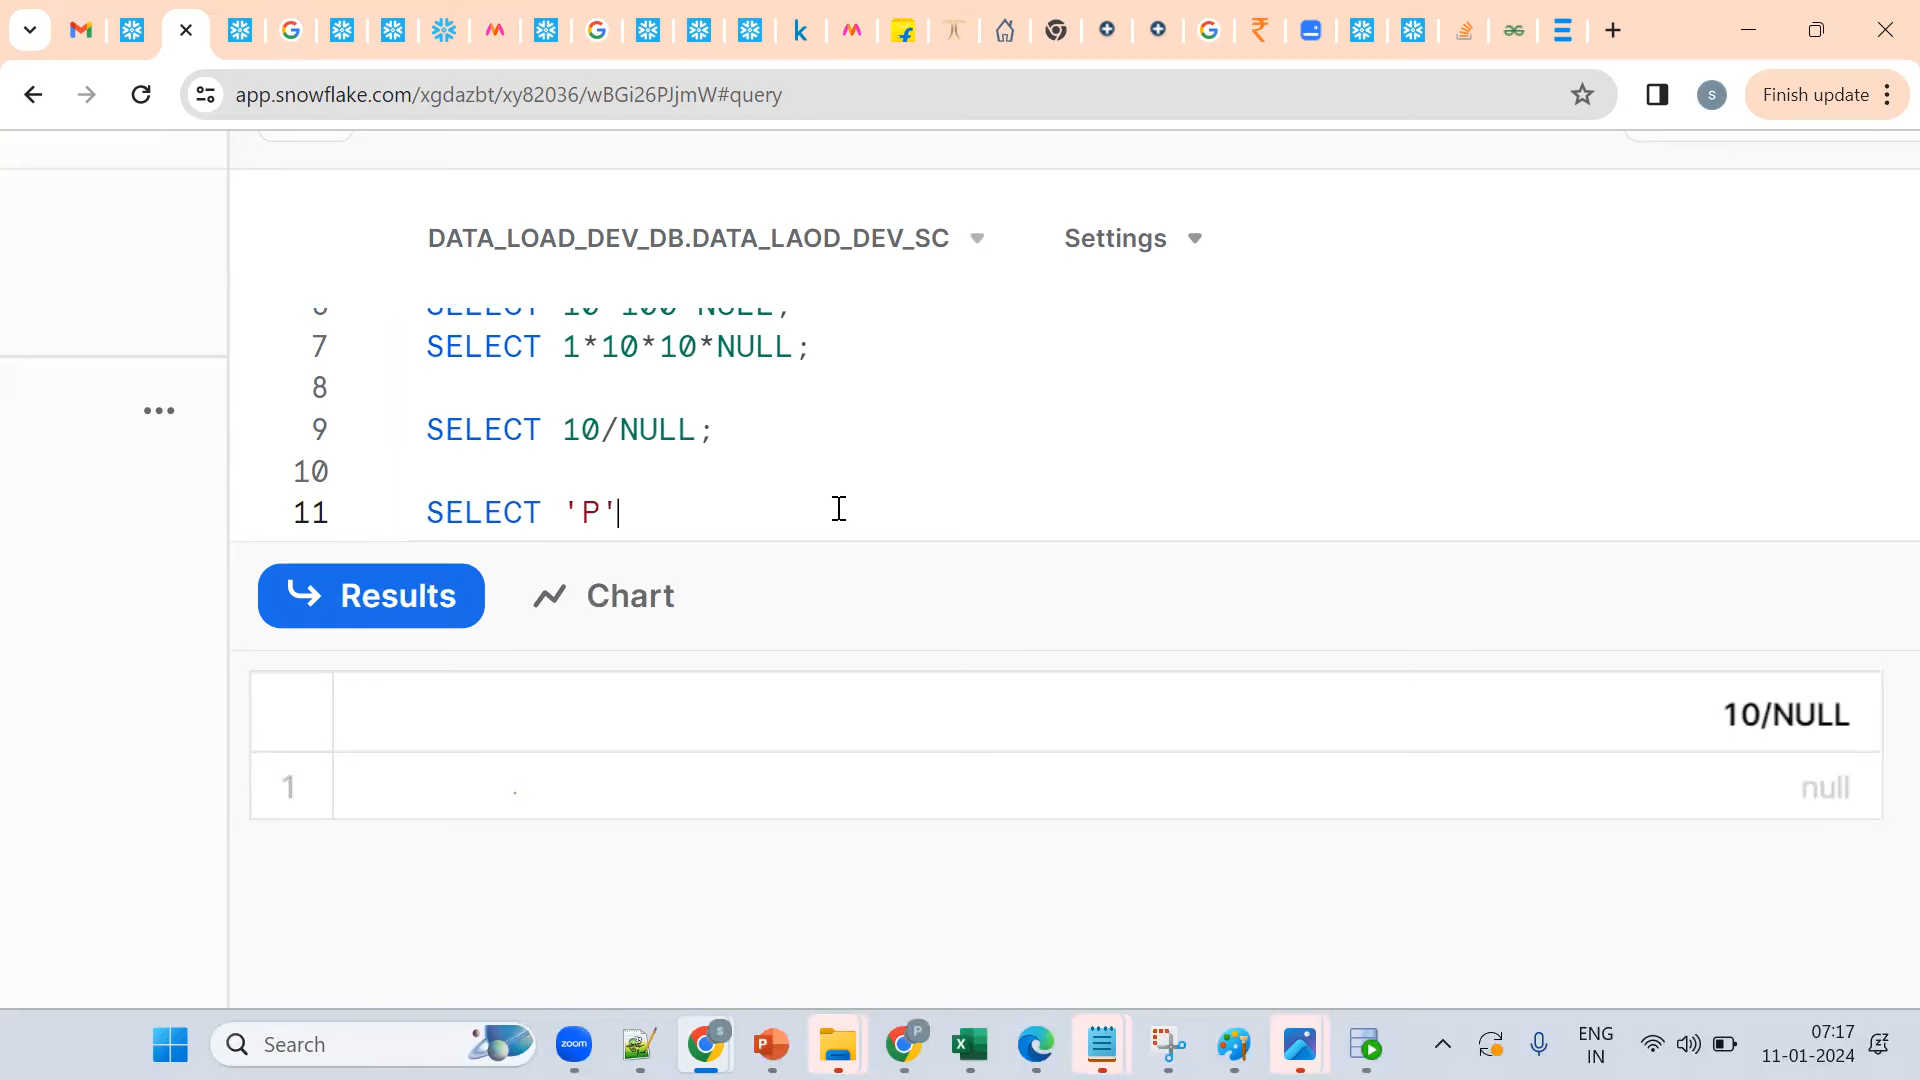 app.snowflake.com/xgdazbt/xy82036/wBGi26PJjmW#query
s
Finish update
DATA_LOAD_DEV_DB.DATA_LAOD_DEV_SC
Settings
7 SELECT 1*10*10*NULL;
8
9 SELECT 10/NULL;
10
11 SELECT 'P'
Results
Chart
10/NULL
1 null
Search
zoom
ENG
IN
07:17
11-01-2024